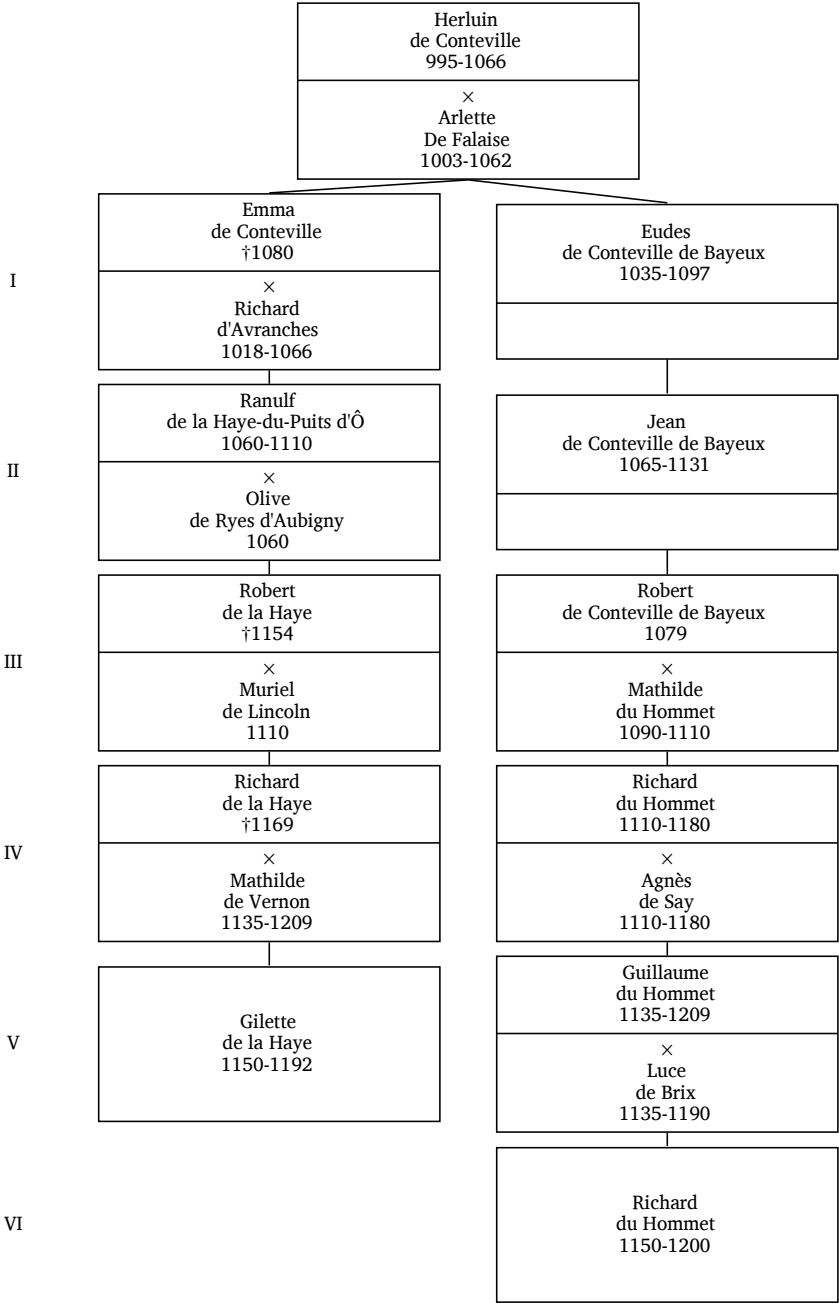 Herluin
de Conteville
995-1066
×
Arlette
De Falaise
1003-1062
I
Emma
de Conteville
†1080
×
Richard
d'Avranches
1018-1066
Eudes
de Conteville de Bayeux
1035-1097
II
Ranulf
de la Haye-du-Puits d'Ô
1060-1110
×
Olive
de Ryes d'Aubigny
1060
Jean
de Conteville de Bayeux
1065-1131
III
Robert
de la Haye
†1154
×
Muriel
de Lincoln
1110
Robert
de Conteville de Bayeux
1079
×
Mathilde
du Hommet
1090-1110
IV
Richard
de la Haye
†1169
×
Mathilde
de Vernon
1135-1209
Richard
du Hommet
1110-1180
×
Agnès
de Say
1110-1180
V
Gilette
de la Haye
1150-1192
Guillaume
du Hommet
1135-1209
×
Luce
de Brix
1135-1190
VI
Richard
du Hommet
1150-1200